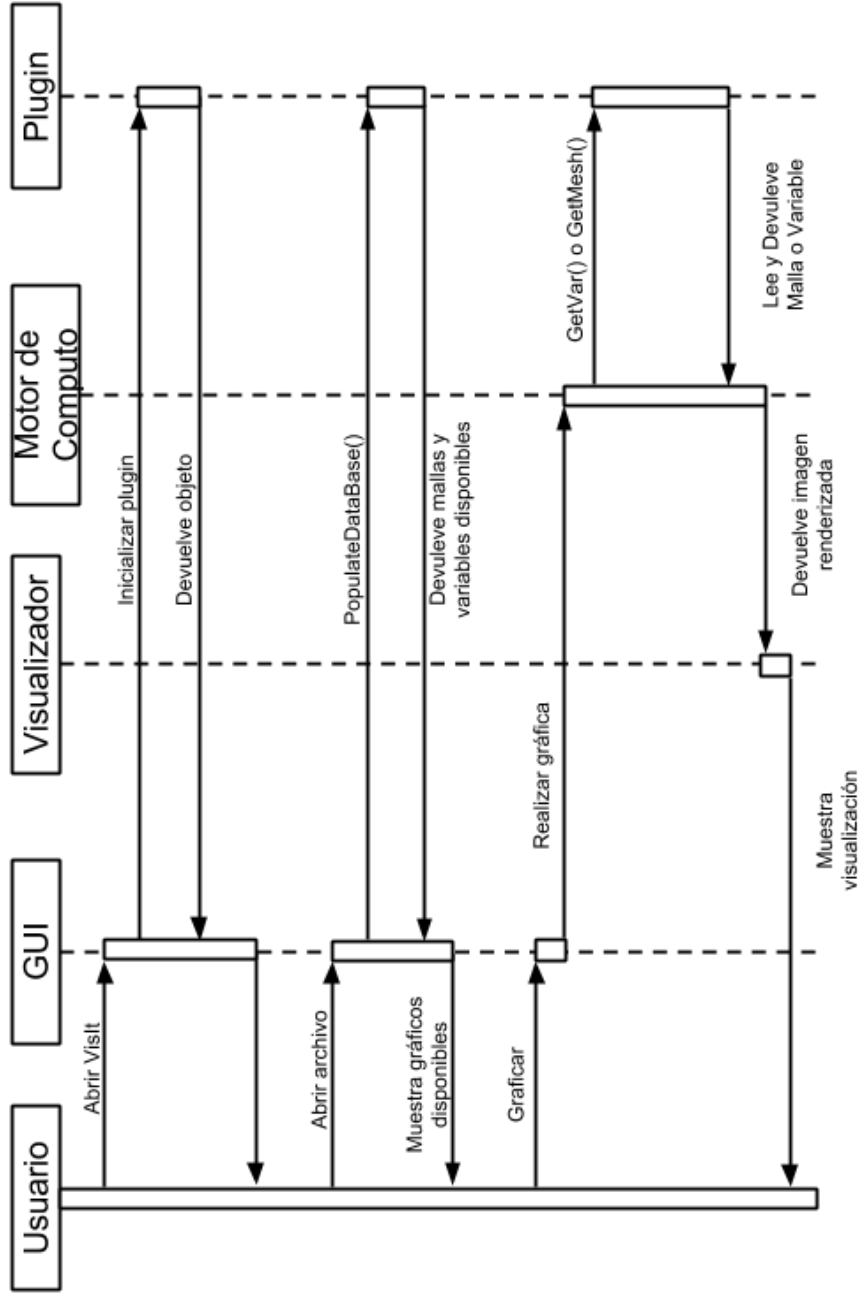 Usuario
GUI
Visualizador
Motor de
Computo
Plugin
Abrir VisIt
Inicializar plugin
Devuelve objeto
Abrir archivo
PopulateDataBase()
Devuleve mallas y
variables disponibles
Muestra gráficos
disponibles
Graficar
Realizar gráfica
GetVar() o GetMesh()
Lee y Devuleve
Malla o Variable
Devuelve imagen
renderizada
Muestra
visualización